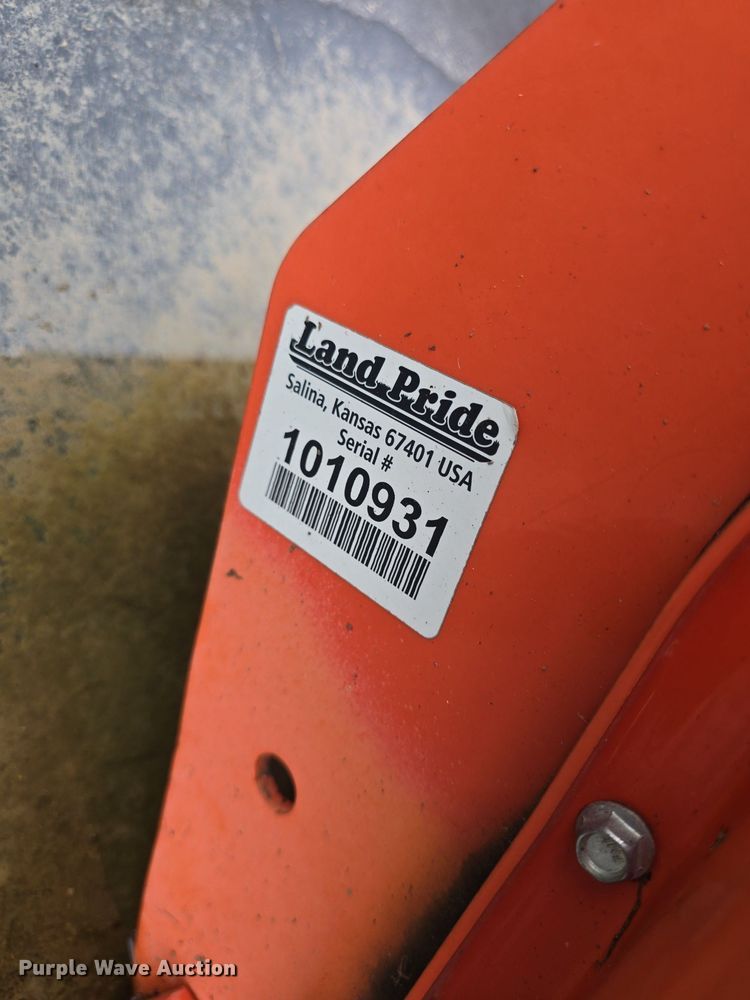 Land Pride
Salina, Kansas 67401 USA
Serial #
1010931
Purple Wave Auction